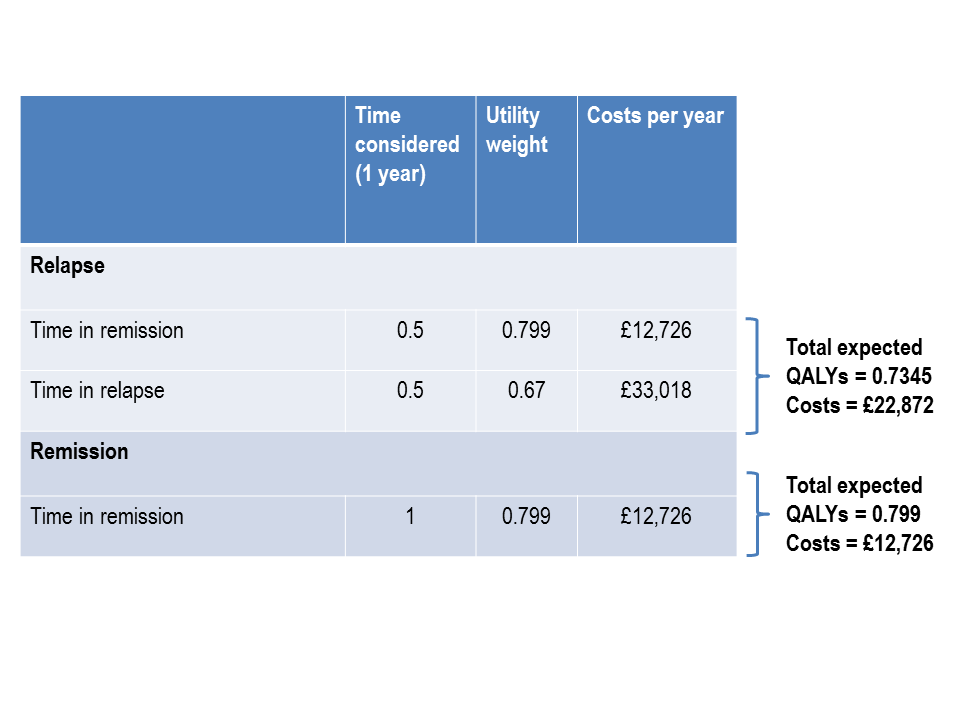 Time considered (1 year)
Utility weight
Costs per year
Relapse
Time in remission 0.5 0.799 £12,726
Time in relapse 0.5 0.67 £33,018
Total expected
QALYs = 0.7345
Costs = £22,872
Remission
Time in remission 1 0.799 £12,726
Total expected
QALYs = 0.799
Costs = £12,726